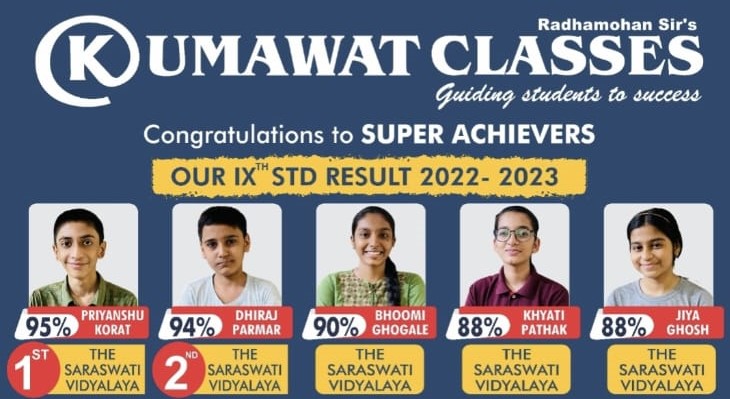 Radhamohan Sir's
KUMAWAT CLASSES
Guiding students to success
Congratulations to SUPER ACHIEVERS
OUR IXTH STD RESULT 2022- 2023
95% PRIYANSHU KORAT
94% DHIRAJ PARMAR
90% BHOOMI GHOGALE
88% KHYATI PATHAK
88% JIYA GHOSH
1ST THE SARASWATI VIDYALAYA
2ND THE SARASWATI VIDYALAYA
THE SARASWATI VIDYALAYA
THE SARASWATI VIDYALAYA
THE SARASWATI VIDYALAYA